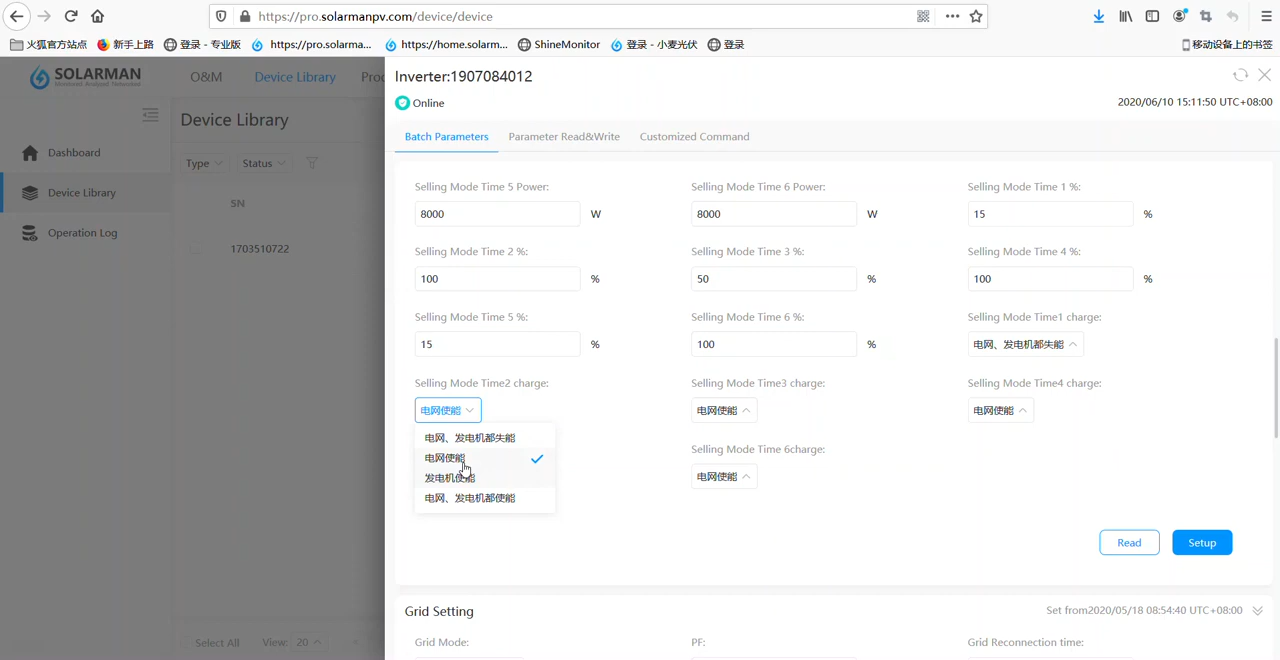 https://pro.solarmanpv.com/device/device
火狐官方站点
新手上路
登录 - 专业版
https://pro.solarma...
https://home.solarm...
ShineMonitor
登录 - 小麦光伏
登录
移动设备上的书签
SOLARMAN
O&M
Device Library
Proc
Dashboard
Device Library
Operation Log
Device Library
Type
Status
SN
1703510722
Select All
View: 20
Inverter:1907084012
Online
2020/06/10 15:11:50 UTC+08:00
Batch Parameters
Parameter Read&Write
Customized Command
Selling Mode Time 5 Power:
Selling Mode Time 6 Power:
Selling Mode Time 1 %:
8000 W
8000 W
15 %
Selling Mode Time 2 %:
Selling Mode Time 3 %:
Selling Mode Time 4 %:
100 %
50 %
100 %
Selling Mode Time 5 %:
Selling Mode Time 6 %:
Selling Mode Time1 charge:
15 %
100 %
电网、发电机都失能
Selling Mode Time2 charge:
Selling Mode Time3 charge:
Selling Mode Time4 charge:
电网使能
电网使能
电网使能
电网、发电机都失能
电网使能
发电机使能
电网、发电机都使能
Selling Mode Time 6charge:
电网使能
Read
Setup
Grid Setting
Set from2020/05/18 08:54:40 UTC+08:00
Grid Mode:
PF:
Grid Reconnection time: